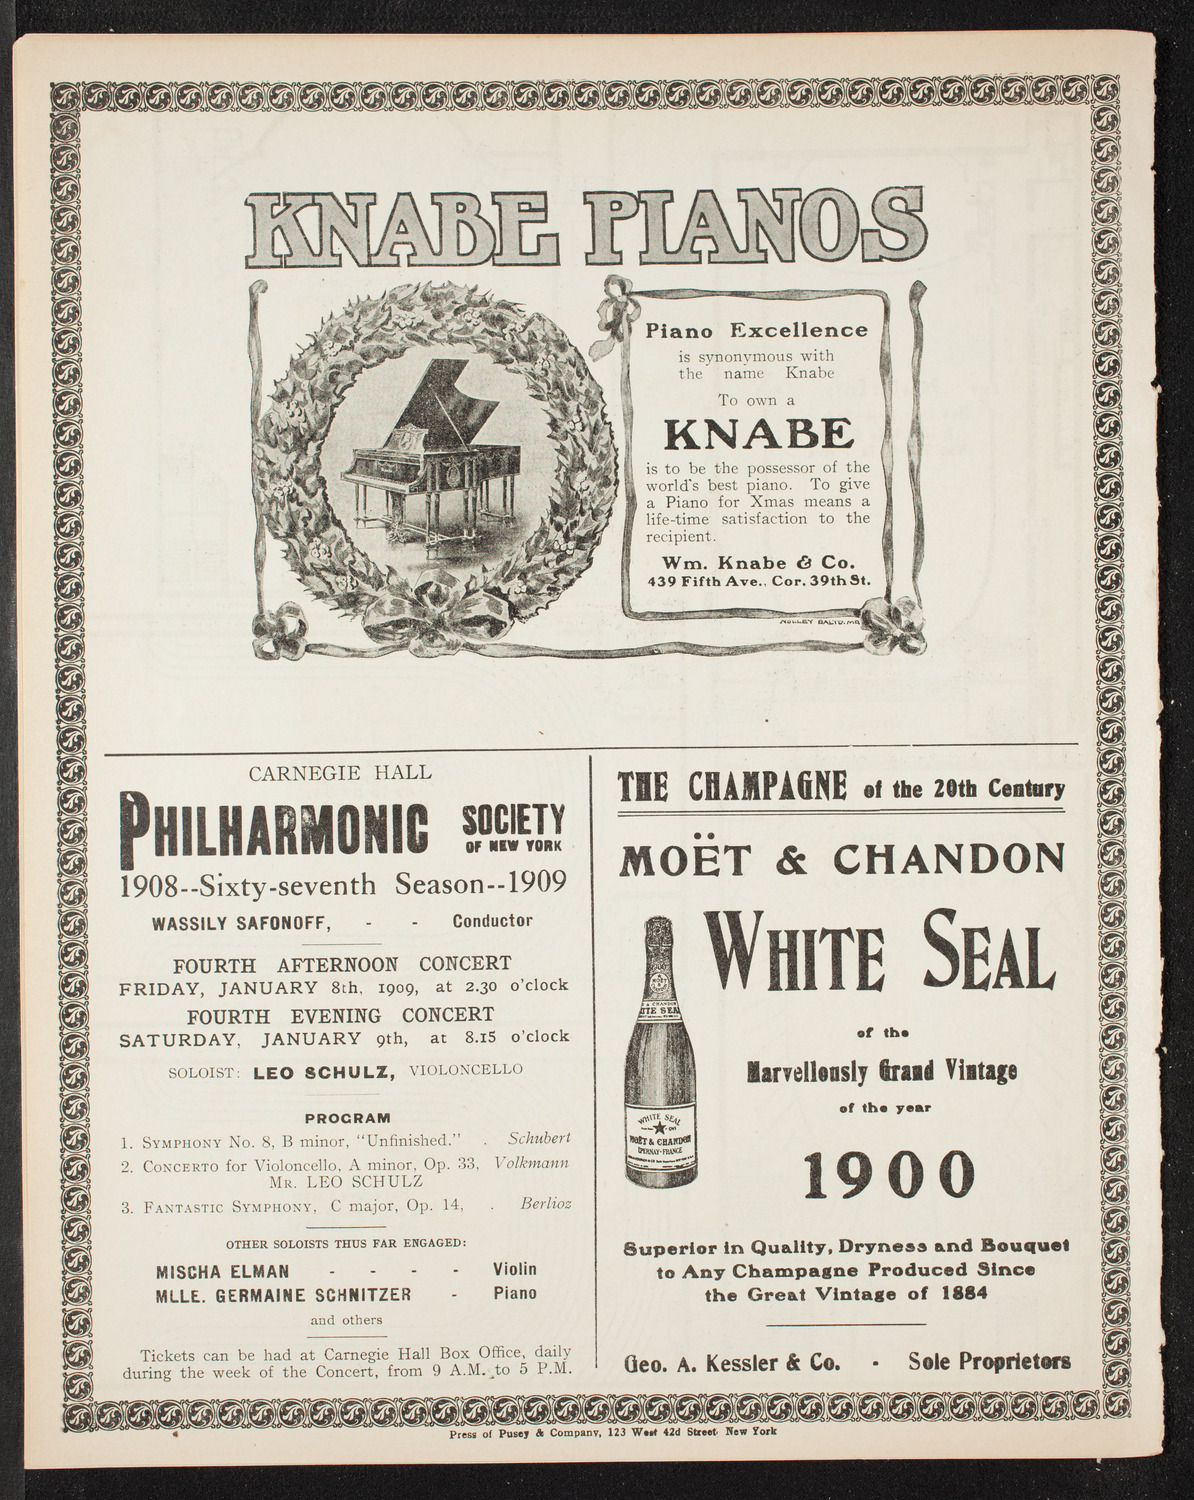 KNABE PIANOS
Piano Excellence
is synonymous with
the name Knabe
To own a
KNABE
is to be the possessor of the
world's best piano. To give
a Piano for Xmas means a
life-time satisfaction to the
recipient.
Wm. Knabe & Co.
439 Fifth Ave., Cor. 39th St.
NOLLEY BALTO. MD.
CARNEGIE HALL
PHILHARMONIC SOCIETY
OF NEW YORK
1908--Sixty-seventh Season--1909
WASSILY SAFONOFF, - - Conductor
FOURTH AFTERNOON CONCERT
FRIDAY, JANUARY 8th, 1909, at 2.30 o'clock
FOURTH EVENING CONCERT
SATURDAY, JANUARY 9th, at 8.15 o'clock
SOLOIST: LEO SCHULZ, VIOLONCELLO
PROGRAM
1. SYMPHONY No. 8, B minor, "Unfinished," . Schubert
2. CONCERTO for Violoncello, A minor, Op. 33, Volkmann
MR. LEO SCHULZ
3. FANTASTIC SYMPHONY, C major, Op. 14, . Berlioz
OTHER SOLOISTS THUS FAR ENGAGED:
MISCHA ELMAN - - - - Violin
MLLE. GERMAINE SCHNITZER - Piano
and others
Tickets can be had at Carnegie Hall Box Office, daily
during the week of the Concert, from 9 A.M. to 5 P.M.
THE CHAMPAGNE of the 20th Century
MOËT & CHANDON
WHITE SEAL
WHITE SEAL
MOËT & CHANDON
EPERNAY-FRANCE
of the
Marvellously Grand Vintage
of the year
1900
Superior in Quality, Dryness and Bouquet
to Any Champagne Produced Since
the Great Vintage of 1884
Geo. A. Kessler & Co. - Sole Proprietors
Press of Pusey & Company, 123 West 42d Street New York